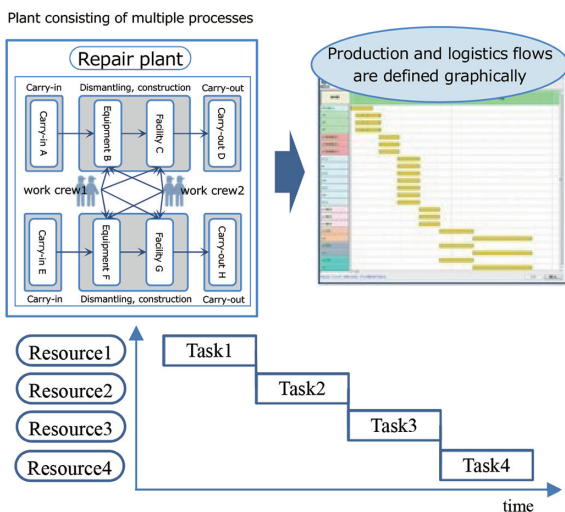 Plant consisting of multiple processes
Repair plant
Carry-in
Dismantling, construction
Carry-out
Carry-in A
Equipment B
Facility C
Carry-out D
work crew1
work crew2
Carry-in E
Equipment F
Facility G
Carry-out H
Carry-in
Dismantling, construction
Carry-out
Production and logistics flows
are defined graphically
Resource1
Task1
Resource2
Task2
Resource3
Task3
Resource4
Task4
time